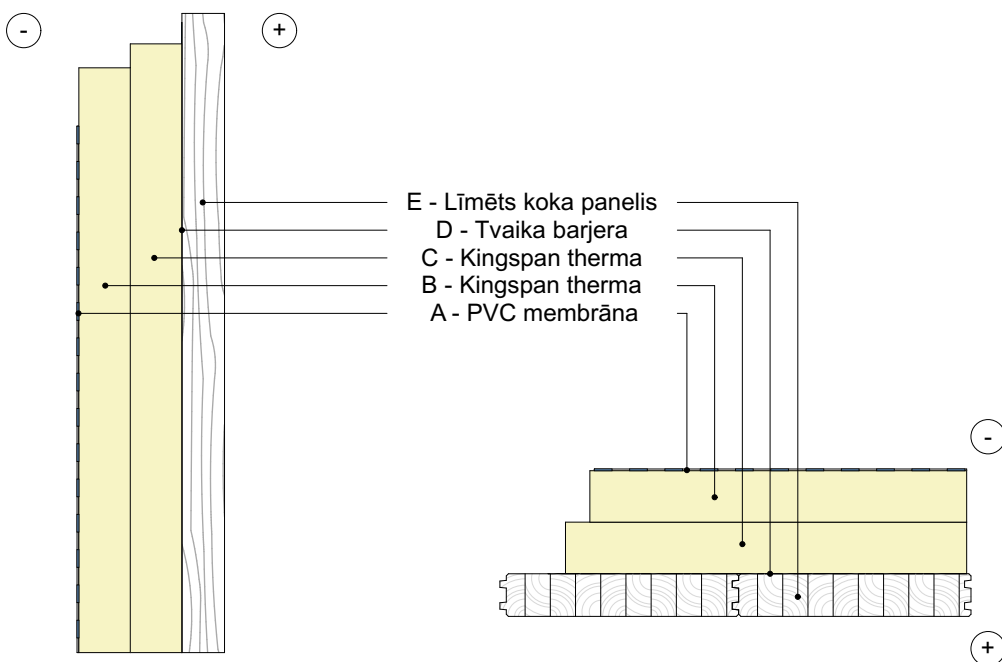 -
+
E - Līmēts koka panelis
D - Tvaika barjera
C - Kingspan therma
B - Kingspan therma
A - PVC membrāna
-
+